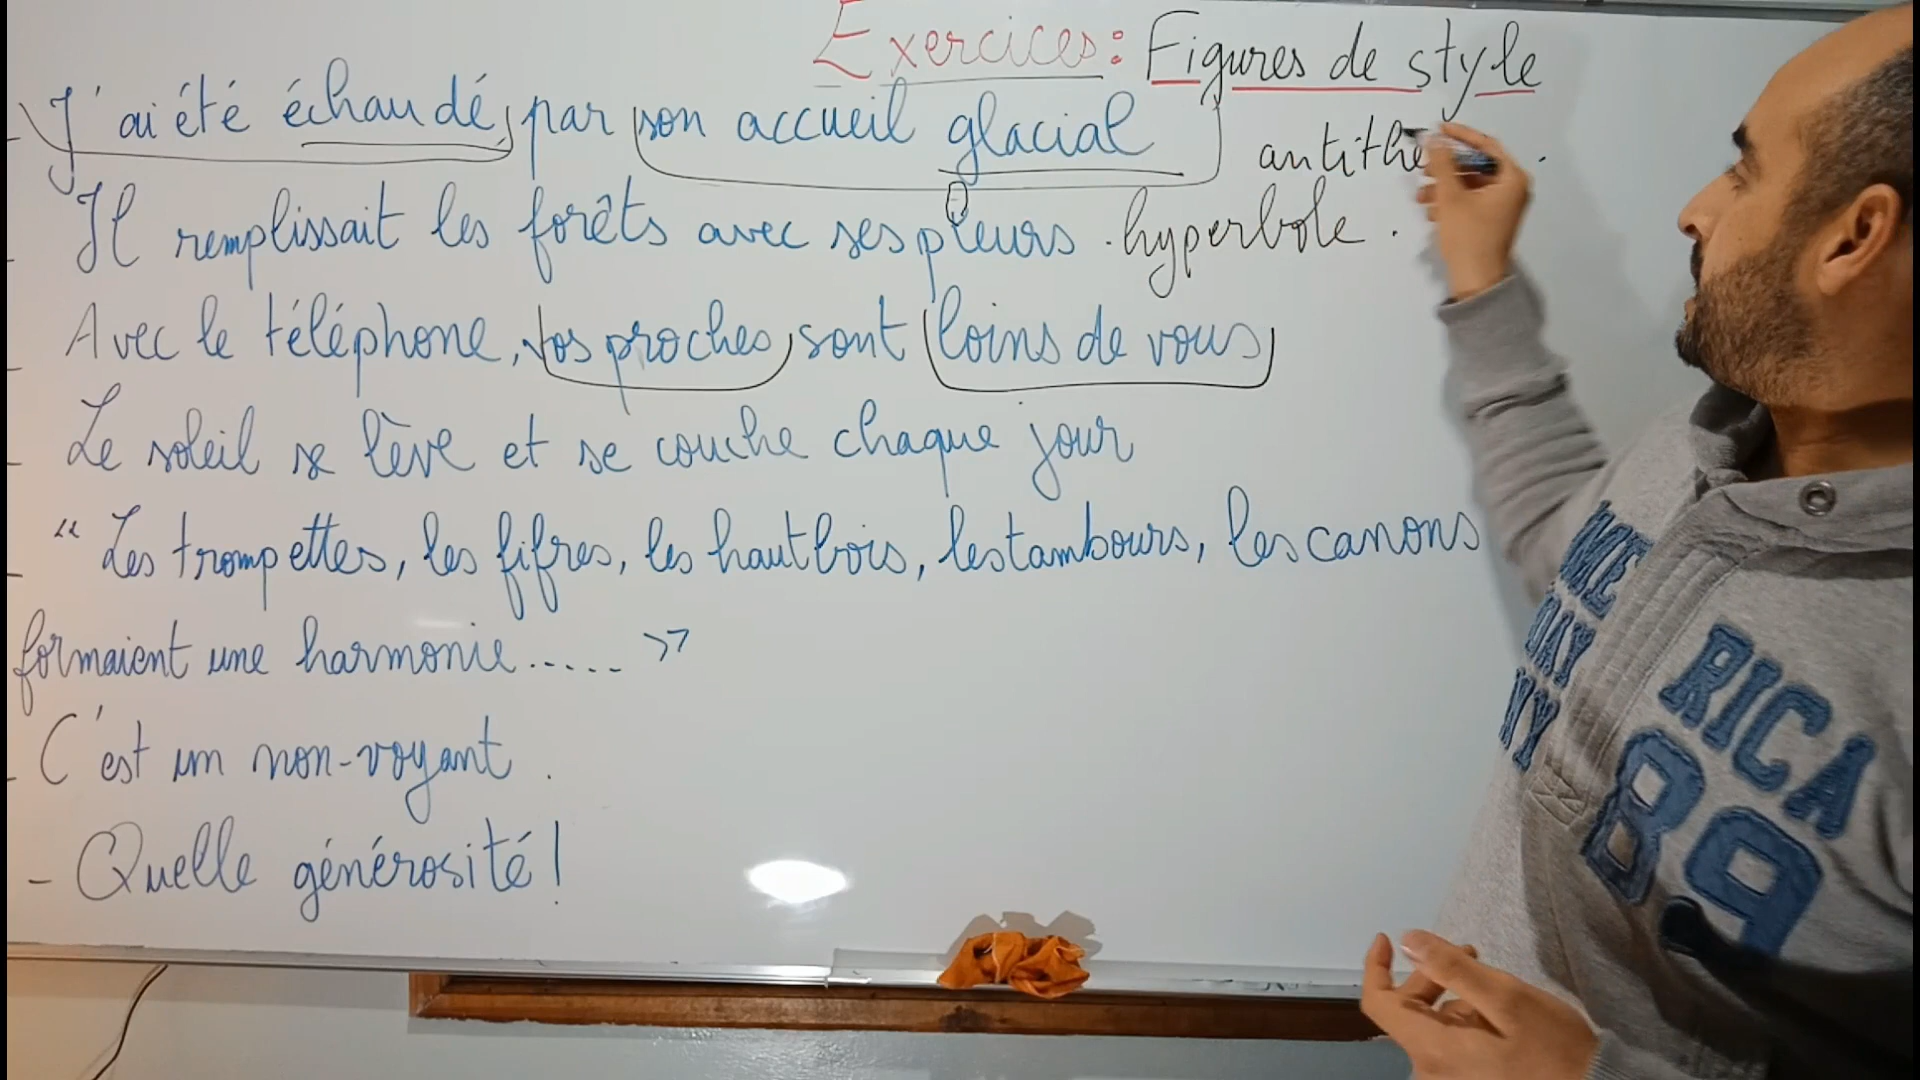 Exercices : Figures de style
- J'ai été échaudé par son accueil glacial antithè
- Il remplissait les forêts avec ses pleurs . hyperbole .
- Avec le téléphone, vos proches sont loins de vous
- Le soleil se lève et se couche chaque jour
- " Les trompettes, les fifres, les hautbois, les tambours, les canons
formaient une harmonie..... >>
- C'est un non-voyant .
- Quelle générosité !
RICA
89